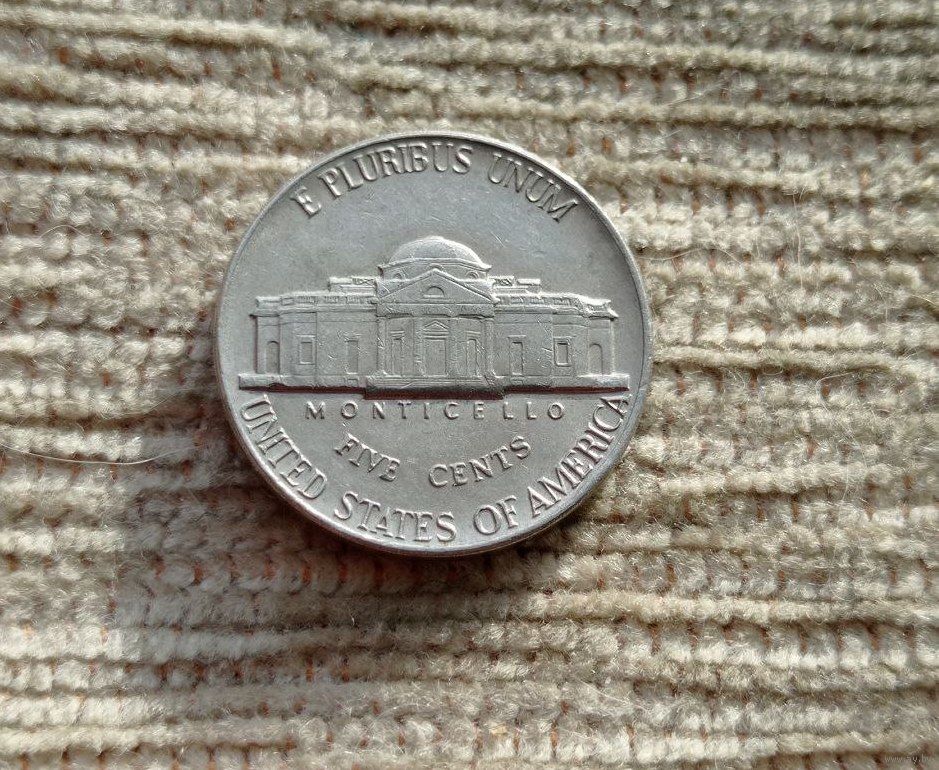 E PLURIBUS UNUM
MONTICELLO
FIVE CENTS
UNITED STATES OF AMERICA